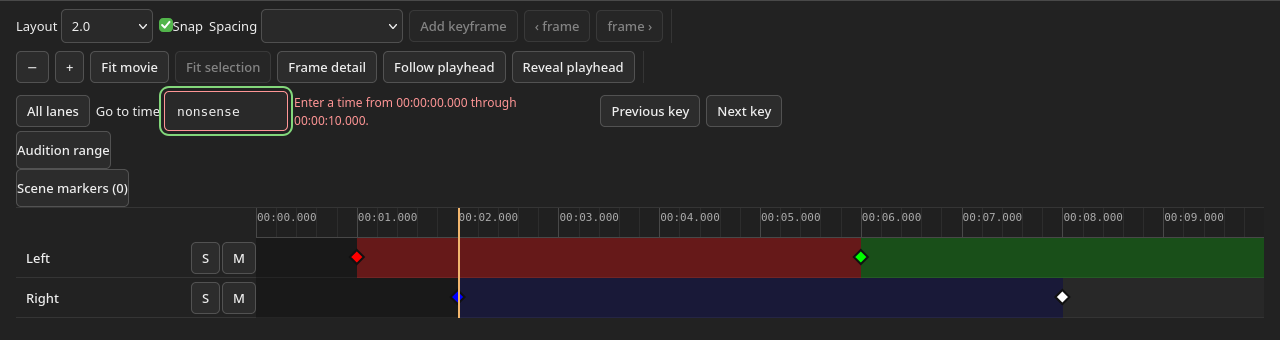 Layout 2.0 Snap Spacing Add keyframe ‹ frame frame ›
− + Fit movie Fit selection Frame detail Follow playhead Reveal playhead
All lanes Go to time nonsense Enter a time from 00:00:00.000 through
00:00:10.000. Previous key Next key
Audition range
Scene markers (0)
00:00.000 00:01.000 00:02.000 00:03.000 00:04.000 00:05.000 00:06.000 00:07.000 00:08.000 00:09.000
Left S M
Right S M